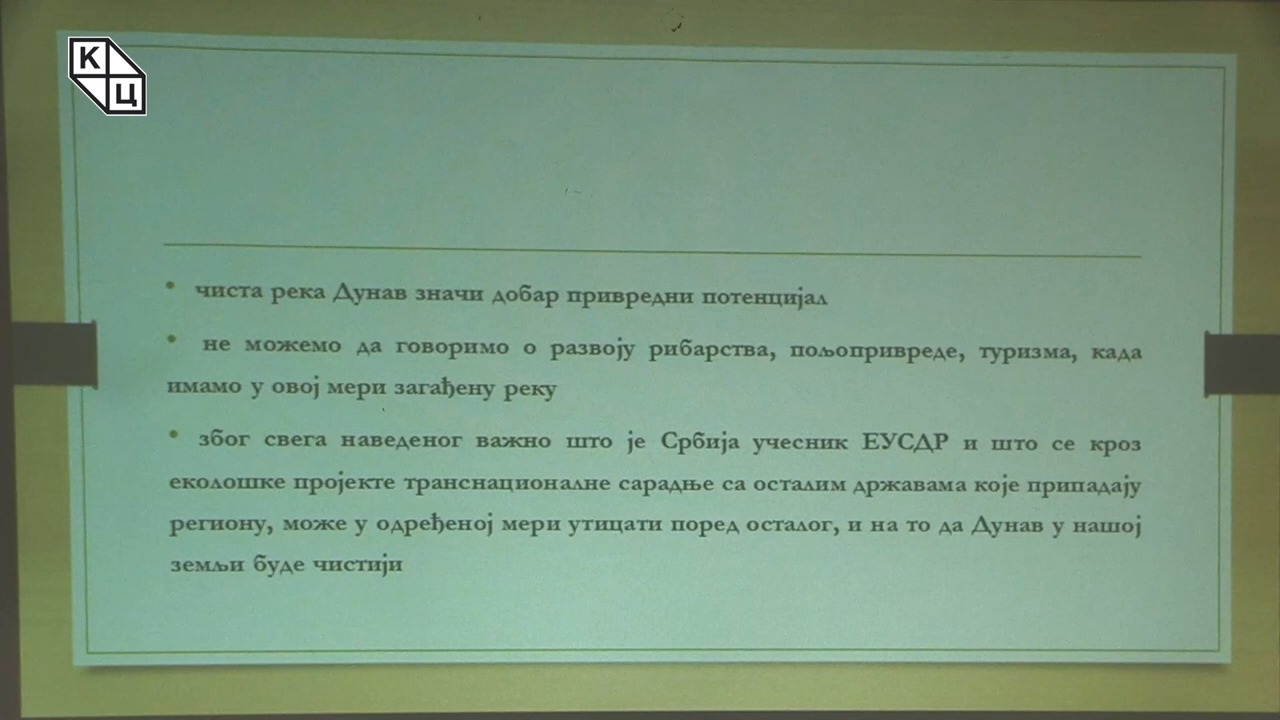 К
Ц
• чиста река Дунав значи добар привредни потенцијал
• не можемо да говоримо о развоју рибарства, пољопривреде, туризма, када
имамо у овој мери загађену реку
• због свега наведеног важно што је Србија учесник ЕУСДР и што се кроз
еколошке пројекте транснационалне сарадње са осталим државама које припадају
региону, може у одређеној мери утицати поред осталог, и на то да Дунав у нашој
земљи буде чистији